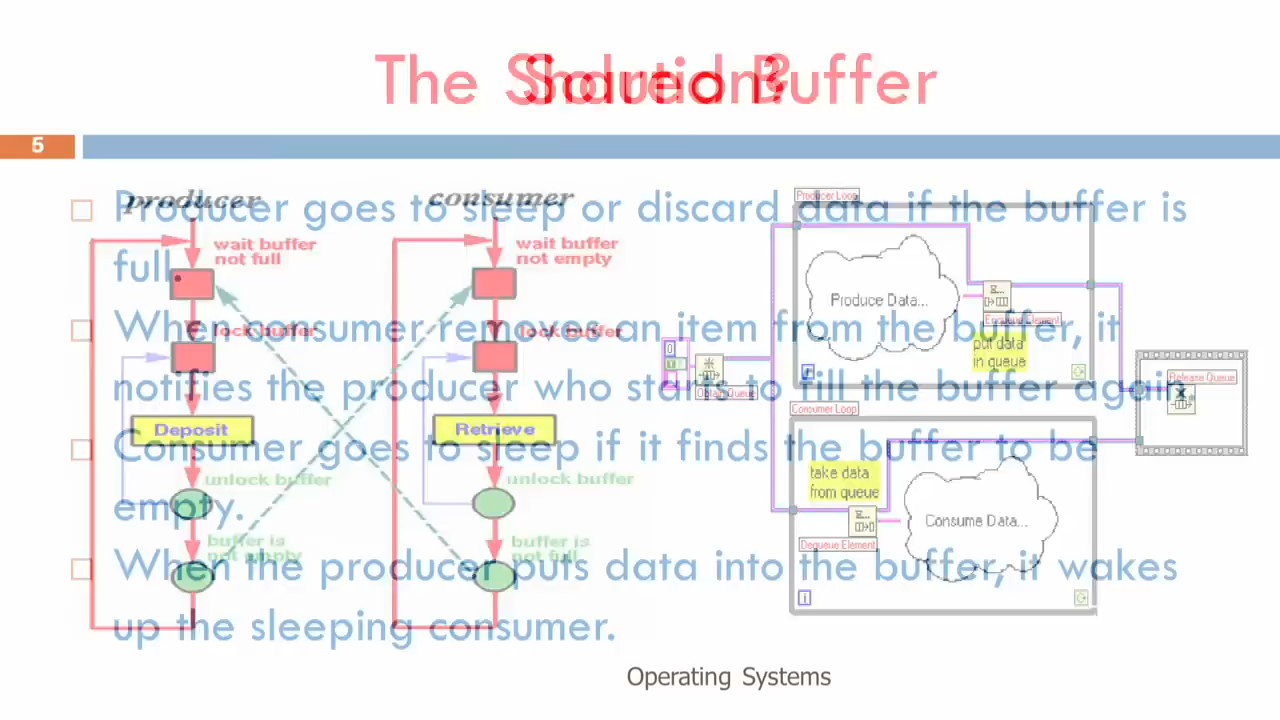 The Shared Buffer
Solution?
5
Producer goes to sleep or discard data if the buffer is
full.
When consumer removes an item from the buffer, it
notifies the producer who starts to fill the buffer again
Consumer goes to sleep if it finds the buffer to be
empty.
When the producer puts data into the buffer, it wakes
up the sleeping consumer.
producer
wait buffer
not full
lock buffer
Deposit
unlock buffer
buffer is
not empty
consumer
wait buffer
not empty
lock buffer
Retrieve
unlock buffer
buffer is
not full
Producer Loop
Produce Data...
Enqueue Element
put data
in queue
0
Obtain Queue
i
Release Queue
Consumer Loop
take data
from queue
Consume Data...
Dequeue Element
i
Operating Systems